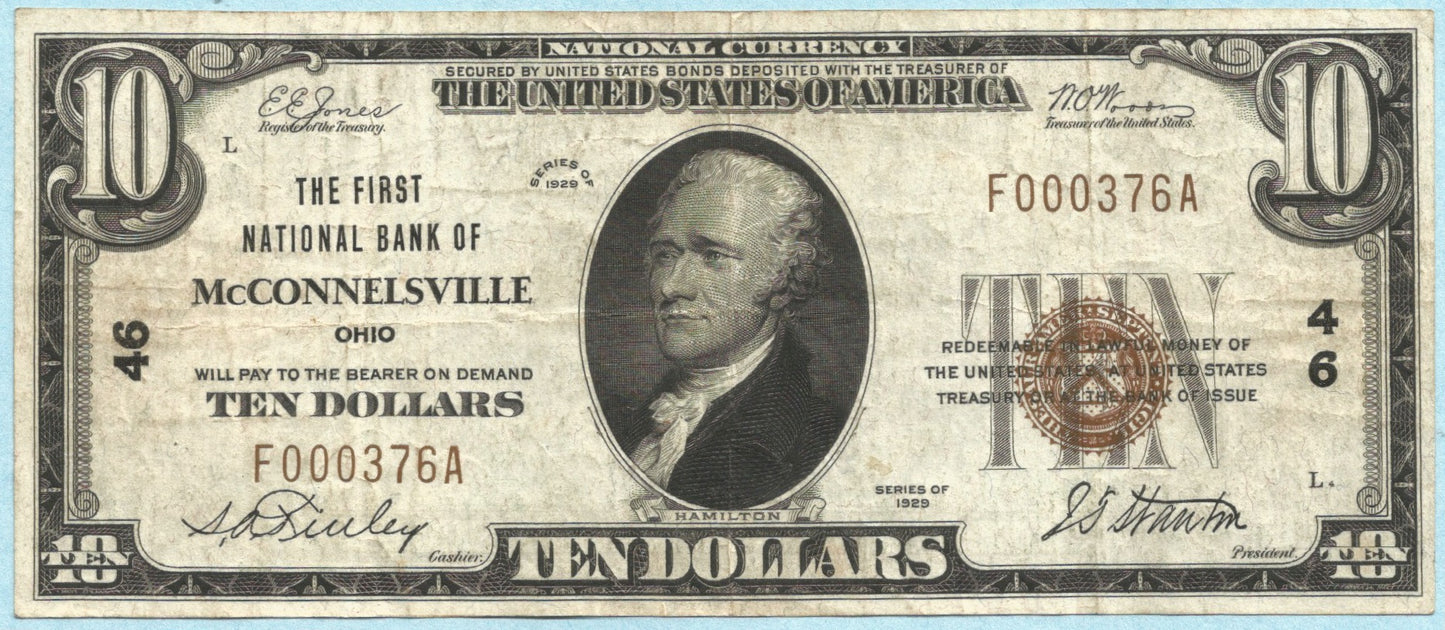 NATIONAL CURRENCY
SECURED BY UNITED STATES BONDS DEPOSITED WITH THE TREASURER OF
THE UNITED STATES OF AMERICA
10
10
E.E. Jones
Register of the Treasury.
W.O. Woods
Treasurer of the United States.
L
SERIES OF
1929
THE FIRST
NATIONAL BANK OF
McCONNELSVILLE
OHIO
WILL PAY TO THE BEARER ON DEMAND
TEN DOLLARS
F000376A
F000376A
46
4
6
TEN
REDEEMABLE IN LAWFUL MONEY OF
THE UNITED STATES, AT UNITED STATES
TREASURY OR AT THE BANK OF ISSUE
SERIES OF
1929
L
HAMILTON
Cashier.
J S Stanton
President.
10
TEN
TEN DOLLARS
10
TEN